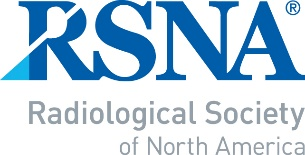 RSNA®
Radiological Society
of North America